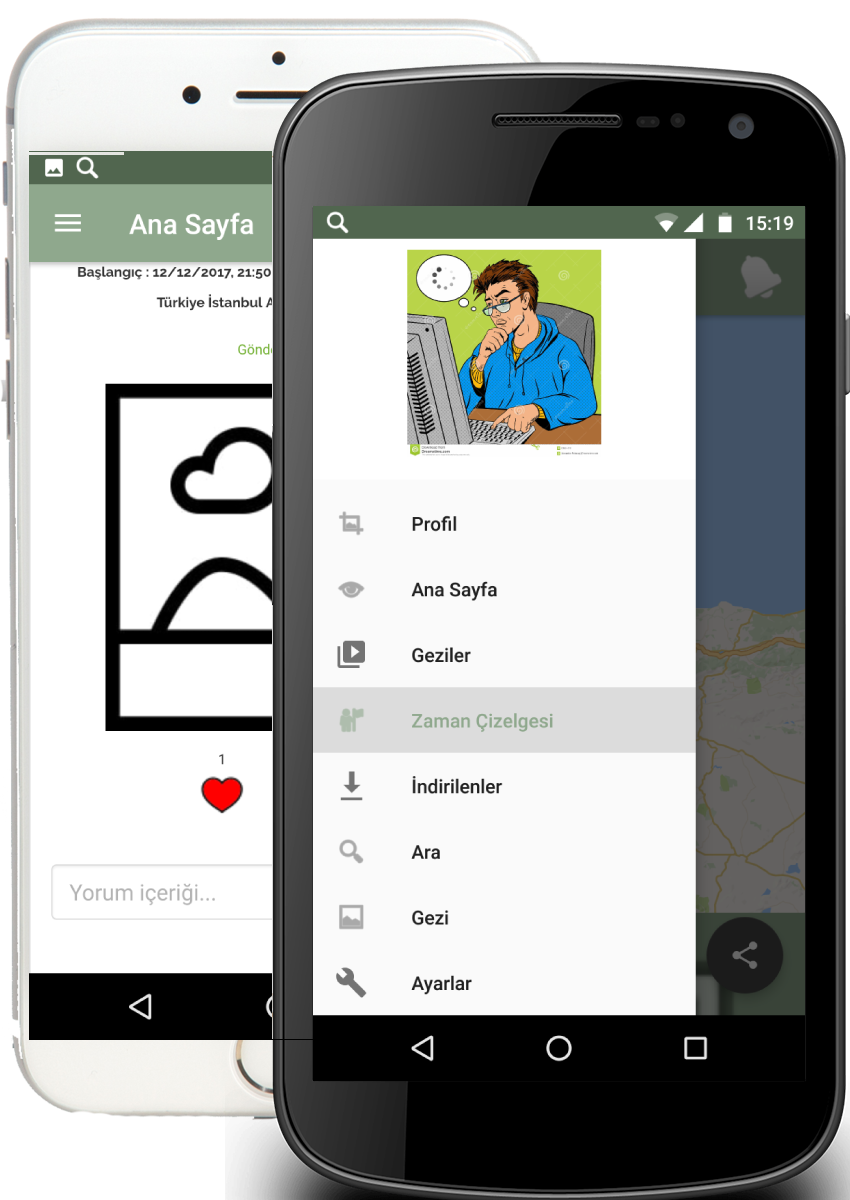 Ana Sayfa
Başlangıç : 12/12/2017, 21:50
Türkiye İstanbul A
Gönde
1
Yorum içeriği...
15:19
Profil
Ana Sayfa
Geziler
Zaman Çizelgesi
İndirilenler
Ara
Gezi
Ayarlar